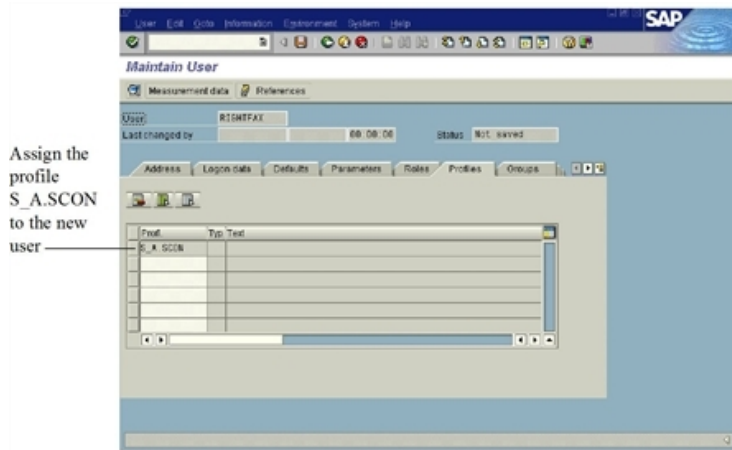 User Edit Goto Information Environment System Help
SAP
Maintain User
Measurement data References
User RIGHTFAX
Last changed by 00:00:00 Status Not saved
Address Logon data Defaults Parameters Roles Profiles Groups
Assign the
profile
S_A.SCON
to the new
user
Profl. Typ Text
S_A.SCON